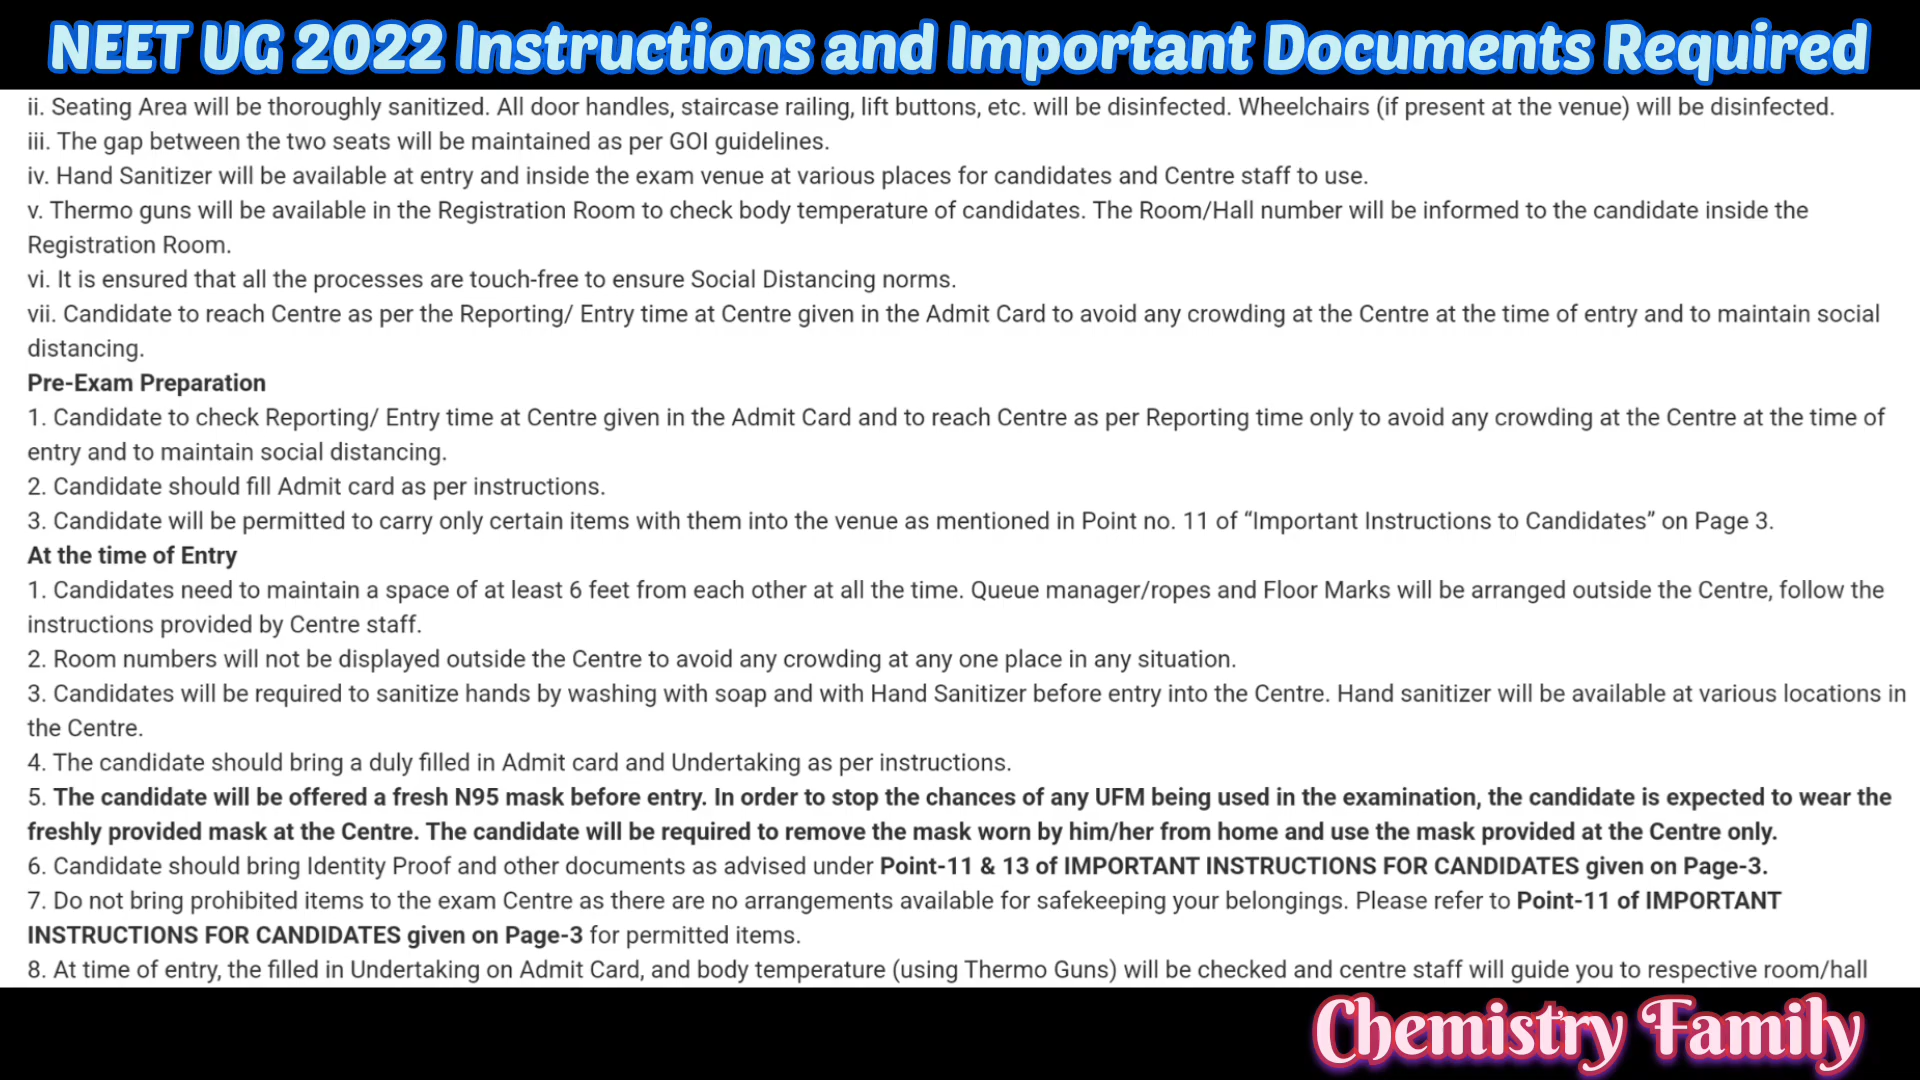 NEET UG 2022 Instructions and Important Documents Required
ii. Seating Area will be thoroughly sanitized. All door handles, staircase railing, lift buttons, etc. will be disinfected. Wheelchairs (if present at the venue) will be disinfected.
iii. The gap between the two seats will be maintained as per GOI guidelines.
iv. Hand Sanitizer will be available at entry and inside the exam venue at various places for candidates and Centre staff to use.
v. Thermo guns will be available in the Registration Room to check body temperature of candidates. The Room/Hall number will be informed to the candidate inside the
Registration Room.
vi. It is ensured that all the processes are touch-free to ensure Social Distancing norms.
vii. Candidate to reach Centre as per the Reporting/ Entry time at Centre given in the Admit Card to avoid any crowding at the Centre at the time of entry and to maintain social
distancing.
Pre-Exam Preparation
1. Candidate to check Reporting/ Entry time at Centre given in the Admit Card and to reach Centre as per Reporting time only to avoid any crowding at the Centre at the time of
entry and to maintain social distancing.
2. Candidate should fill Admit card as per instructions.
3. Candidate will be permitted to carry only certain items with them into the venue as mentioned in Point no. 11 of “Important Instructions to Candidates” on Page 3.
At the time of Entry
1. Candidates need to maintain a space of at least 6 feet from each other at all the time. Queue manager/ropes and Floor Marks will be arranged outside the Centre, follow the
instructions provided by Centre staff.
2. Room numbers will not be displayed outside the Centre to avoid any crowding at any one place in any situation.
3. Candidates will be required to sanitize hands by washing with soap and with Hand Sanitizer before entry into the Centre. Hand sanitizer will be available at various locations in
the Centre.
4. The candidate should bring a duly filled in Admit card and Undertaking as per instructions.
5. The candidate will be offered a fresh N95 mask before entry. In order to stop the chances of any UFM being used in the examination, the candidate is expected to wear the
freshly provided mask at the Centre. The candidate will be required to remove the mask worn by him/her from home and use the mask provided at the Centre only.
6. Candidate should bring Identity Proof and other documents as advised under Point-11 & 13 of IMPORTANT INSTRUCTIONS FOR CANDIDATES given on Page-3.
7. Do not bring prohibited items to the exam Centre as there are no arrangements available for safekeeping your belongings. Please refer to Point-11 of IMPORTANT
INSTRUCTIONS FOR CANDIDATES given on Page-3 for permitted items.
8. At time of entry, the filled in Undertaking on Admit Card, and body temperature (using Thermo Guns) will be checked and centre staff will guide you to respective room/hall
Chemistry Family